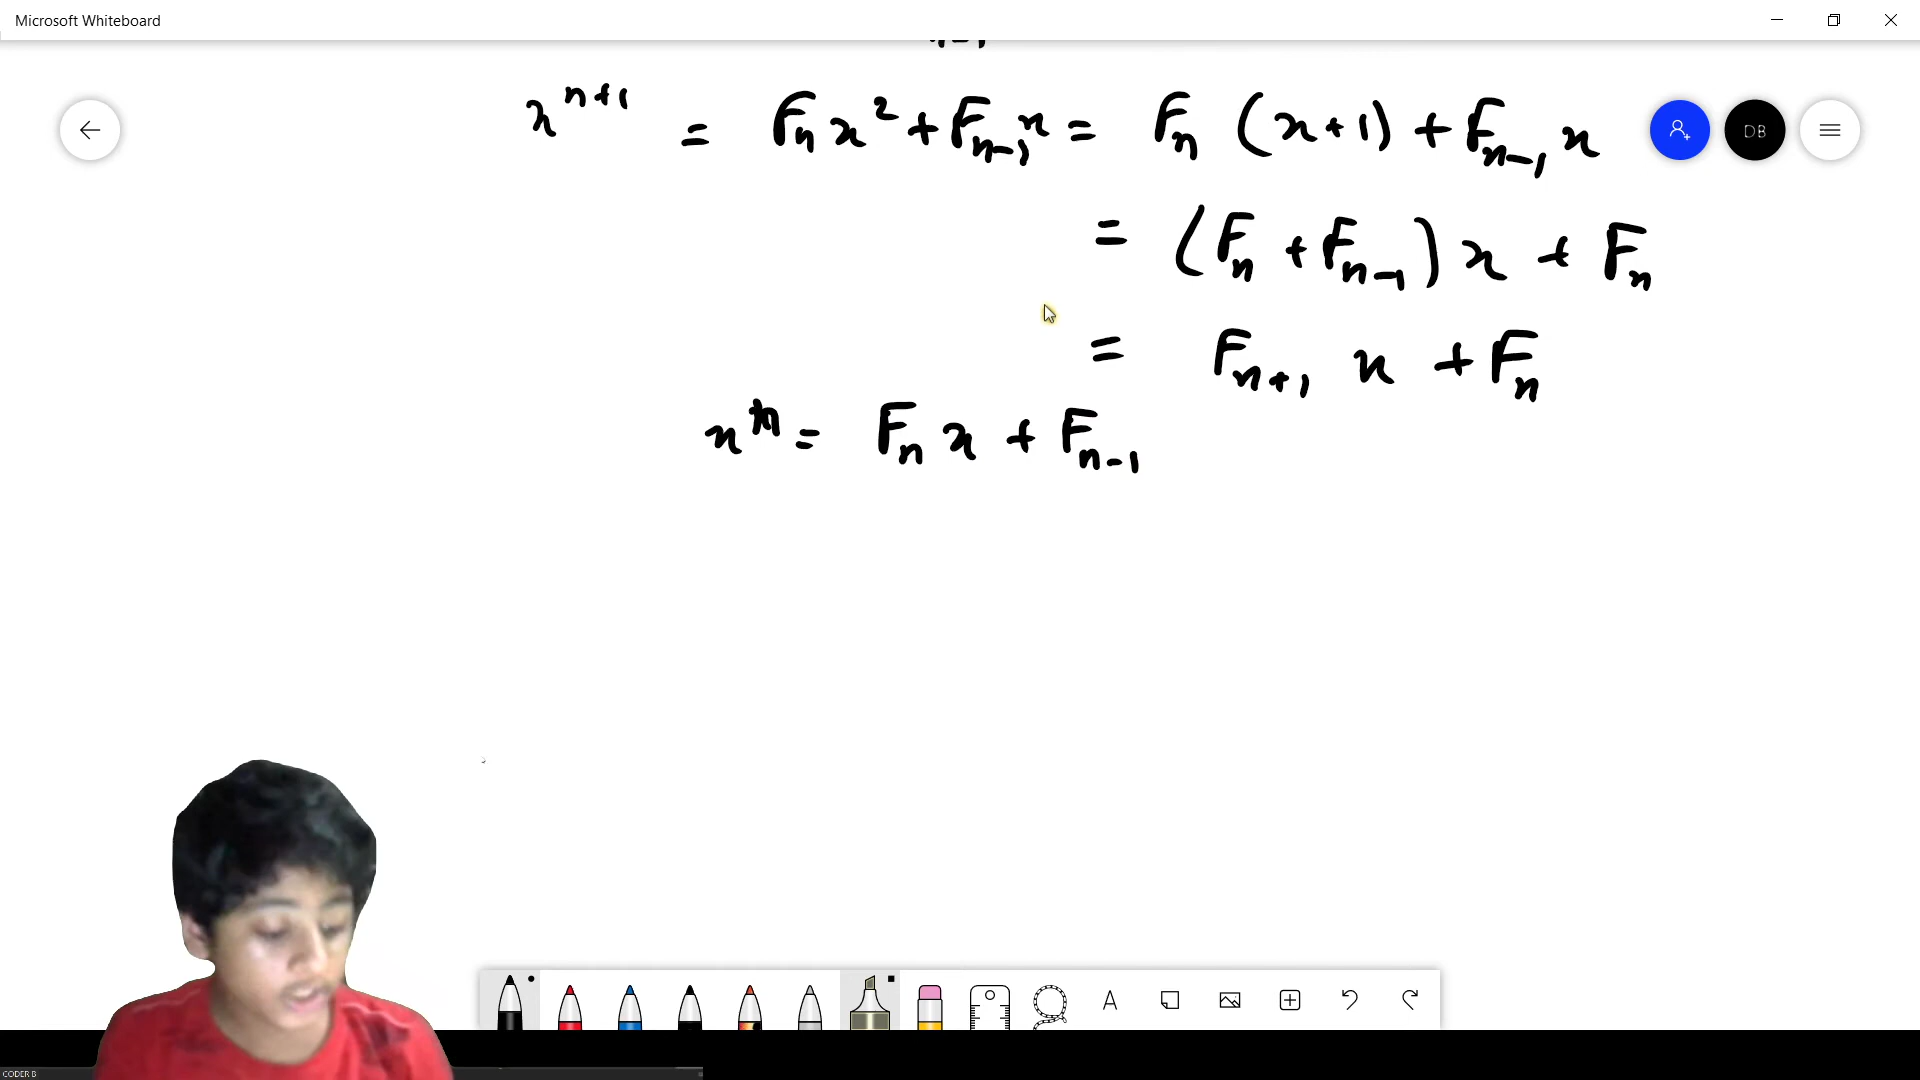 Microsoft Whiteboard
x^{n+1} = F_n x^2 + F_{n-1} x = F_n (x+1) + F_{n-1} x
DB
= (F_n + F_{n-1}) x + F_n
= F_{n+1} x + F_n
x^n = F_n x + F_{n-1}
CODER B